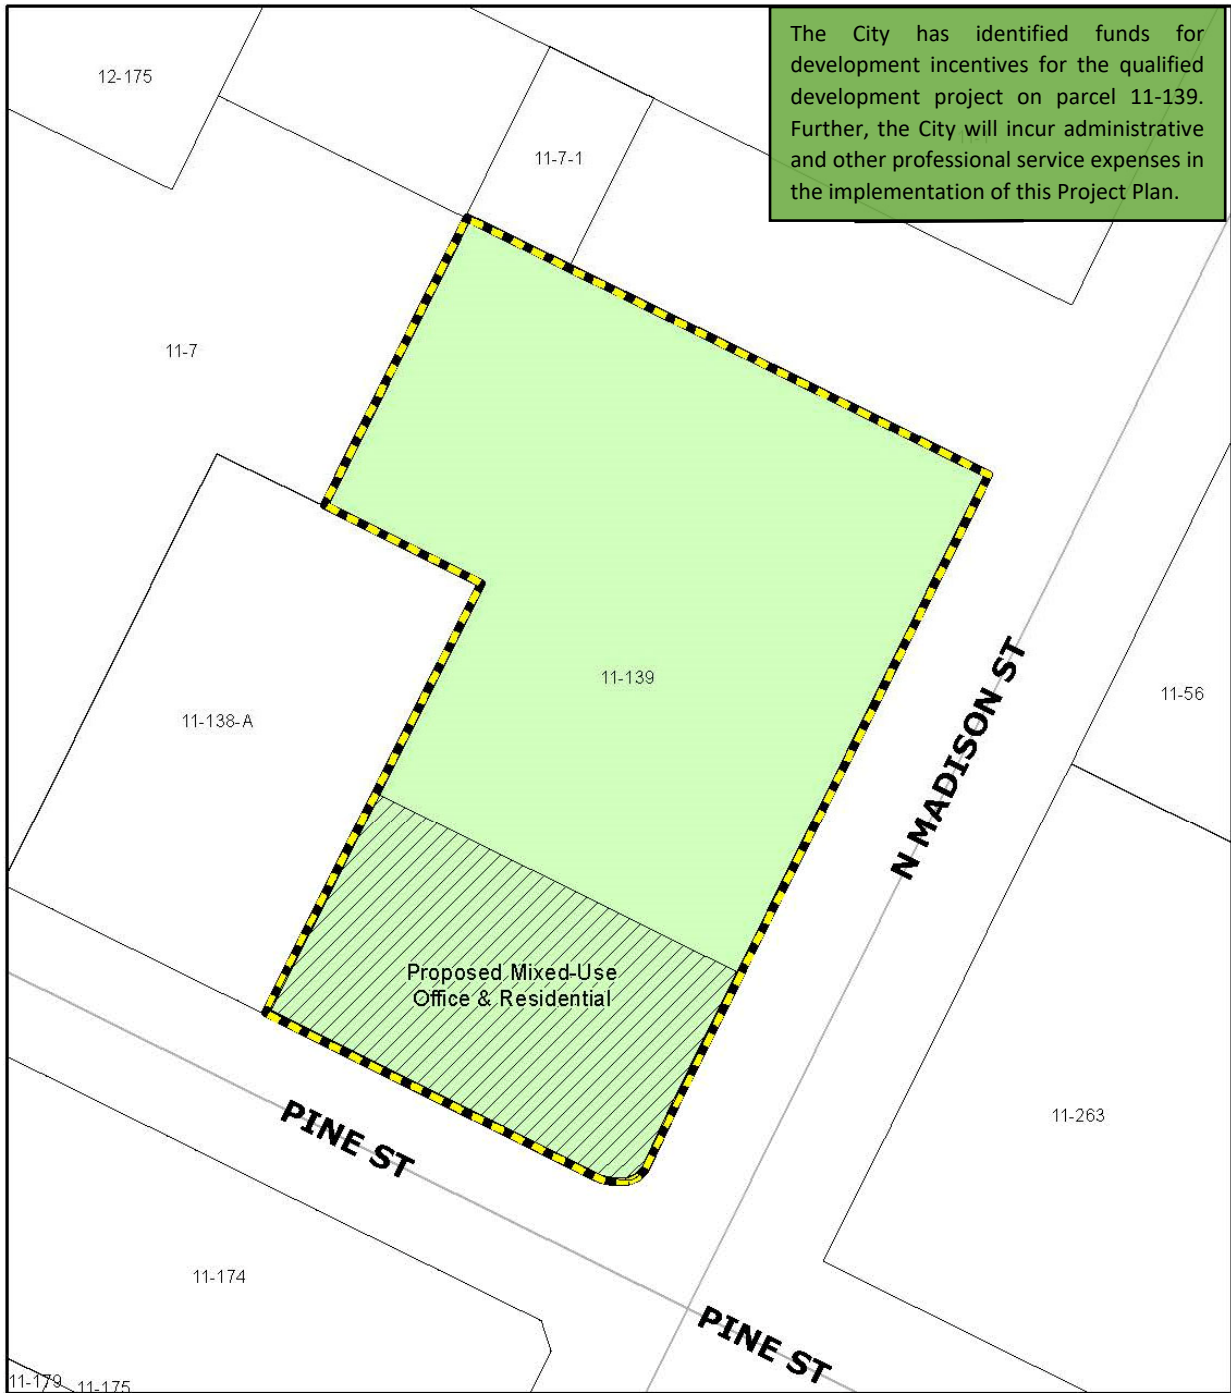 The City has identified funds for
development incentives for the qualified
development project on parcel 11-139.
Further, the City will incur administrative
and other professional service expenses in
the implementation of this Project Plan.
12-175
11-7-1
11-7
11-139
11-56
11-138-A
N MADISON ST
Proposed Mixed-Use
Office & Residential
PINE ST
11-263
11-174
PINE ST
11-179
11-175